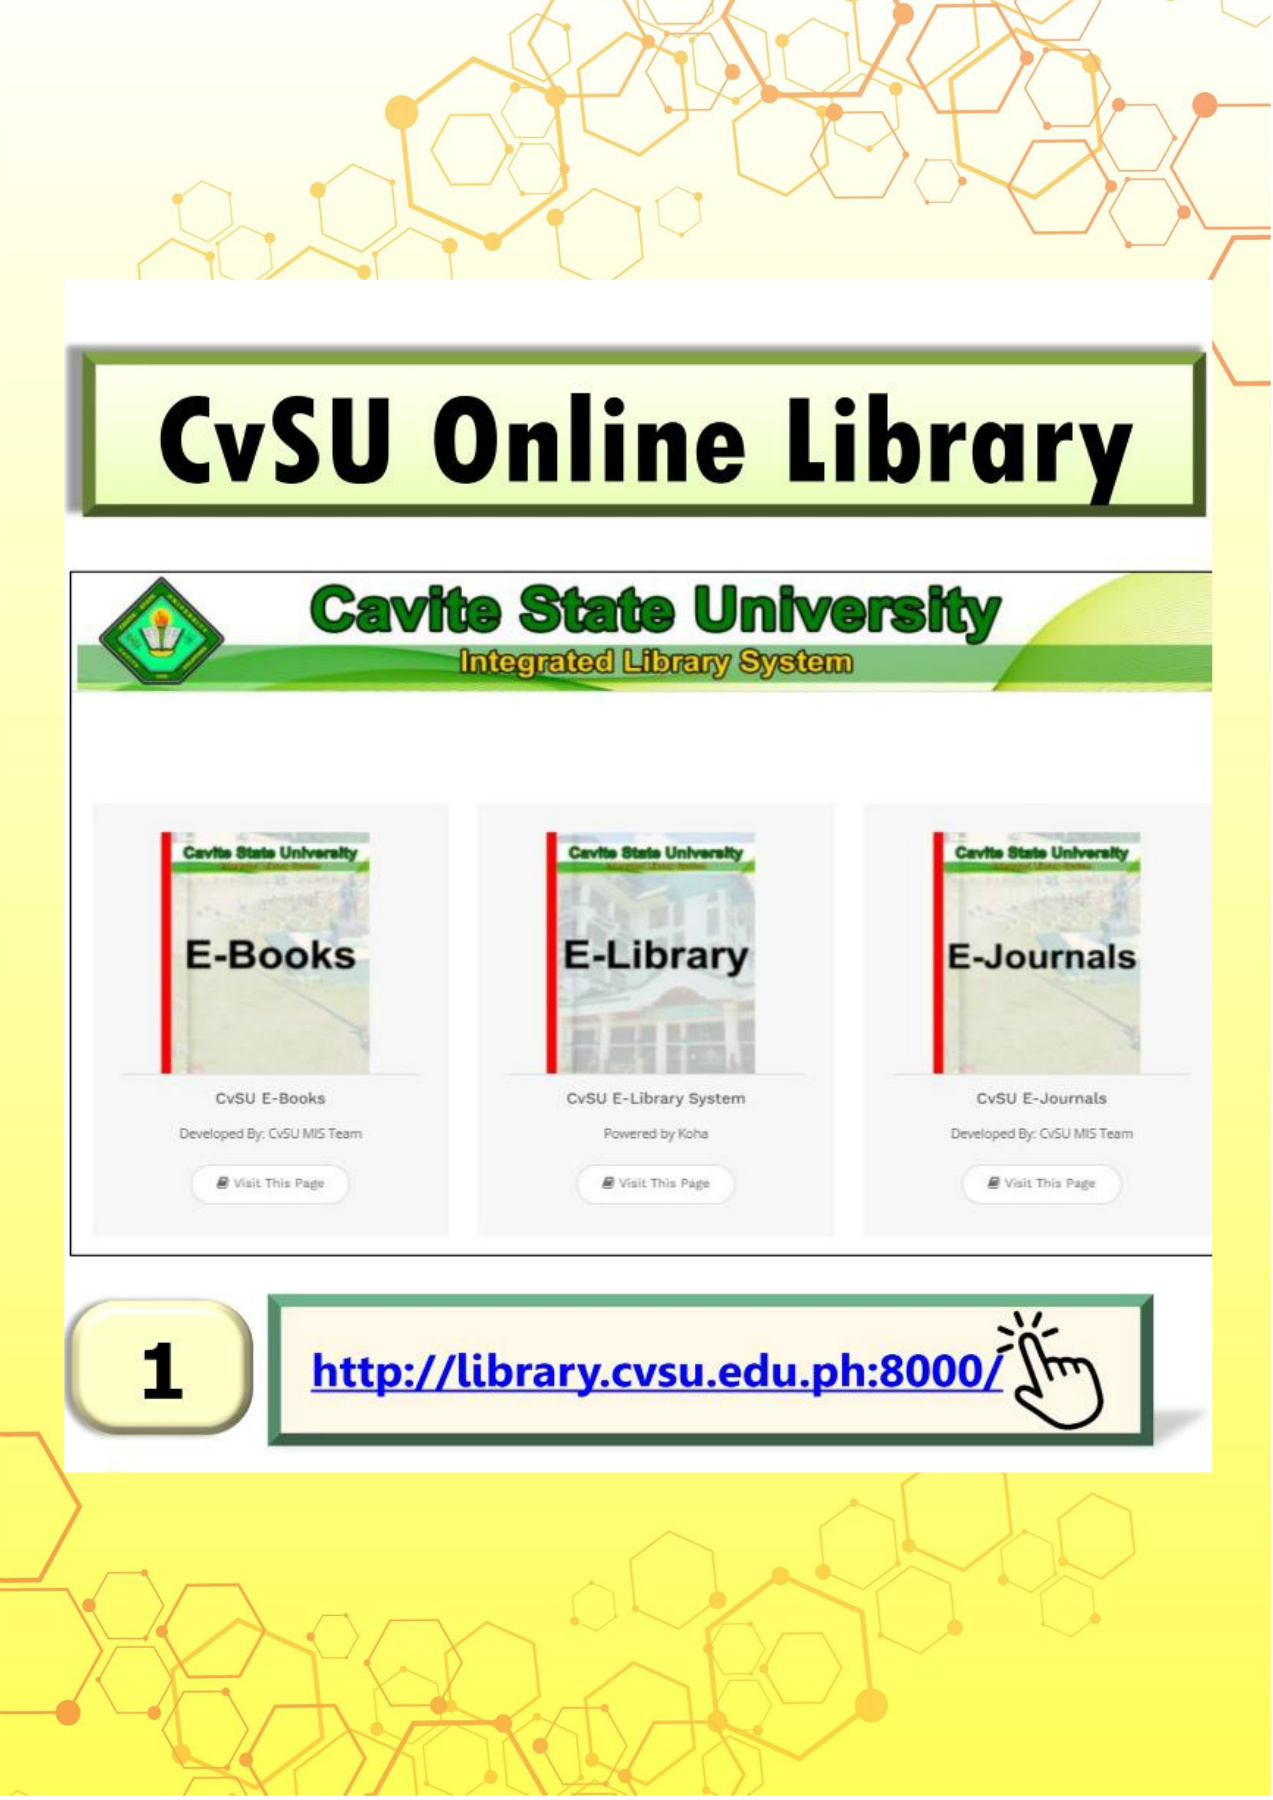 CvSU Online Library
Cavite State University
Integrated Library System
Cavite State University
E-Books
CvSU E-Books
Developed By: CvSU MIS Team
Visit This Page
Cavite State University
E-Library
CvSU E-Library System
Powered by Koha
Visit This Page
Cavite State University
E-Journals
CvSU E-Journals
Developed By: CvSU MIS Team
Visit This Page
1
http://library.cvsu.edu.ph:8000/